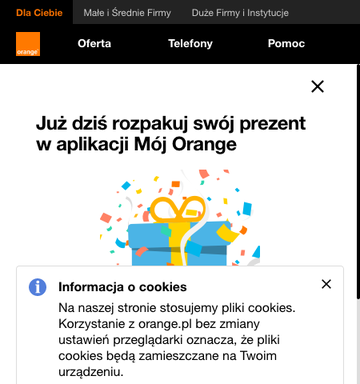 Dla Ciebie Małe i Średnie Firmy Duże Firmy i Instytucje
orange™
Oferta Telefony Pomoc
Już dziś rozpakuj swój prezent
w aplikacji Mój Orange
Informacja o cookies
Na naszej stronie stosujemy pliki cookies.
Korzystanie z orange.pl bez zmiany
ustawień przeglądarki oznacza, że pliki
cookies będą zamieszczane na Twoim
urządzeniu.